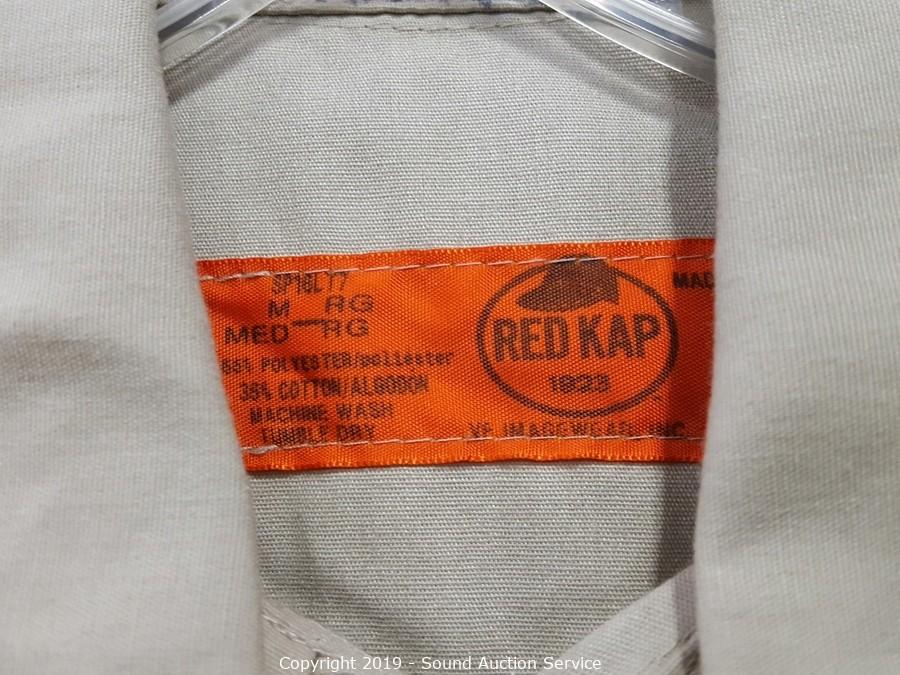 SP16LT7
M RG
MED RG
65% POLYESTER/poliester
35% COTTON/ALGODON
MACHINE WASH
TUMBLE DRY
RED KAP
1923
VF IMAGEWEAR, INC.
MAD
Copyright 2019 - Sound Auction Service